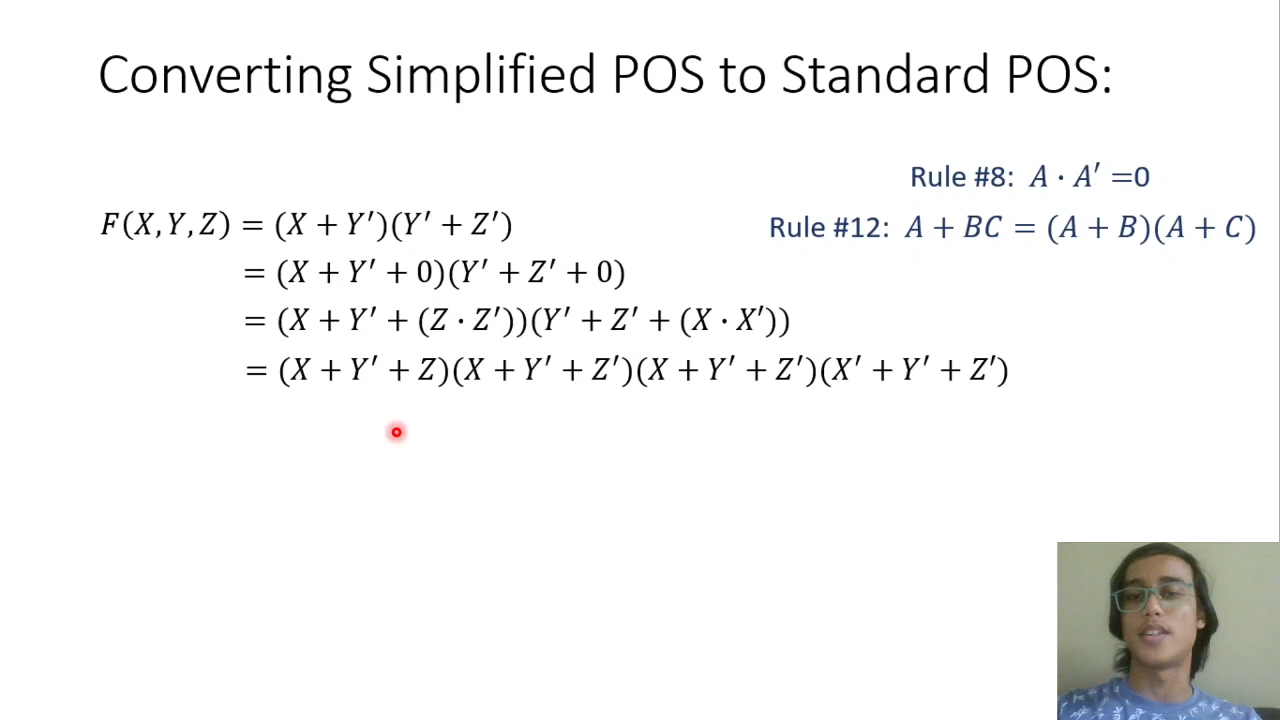 Converting Simplified POS to Standard POS:
Rule #8: A · A′ =0
F(X, Y, Z) = (X + Y′)(Y′ + Z′)
Rule #12: A + BC = (A + B)(A + C)
= (X + Y′ + 0)(Y′ + Z′ + 0)
= (X + Y′ + (Z · Z′))(Y′ + Z′ + (X · X′))
= (X + Y′ + Z)(X + Y′ + Z′)(X + Y′ + Z′)(X′ + Y′ + Z′)